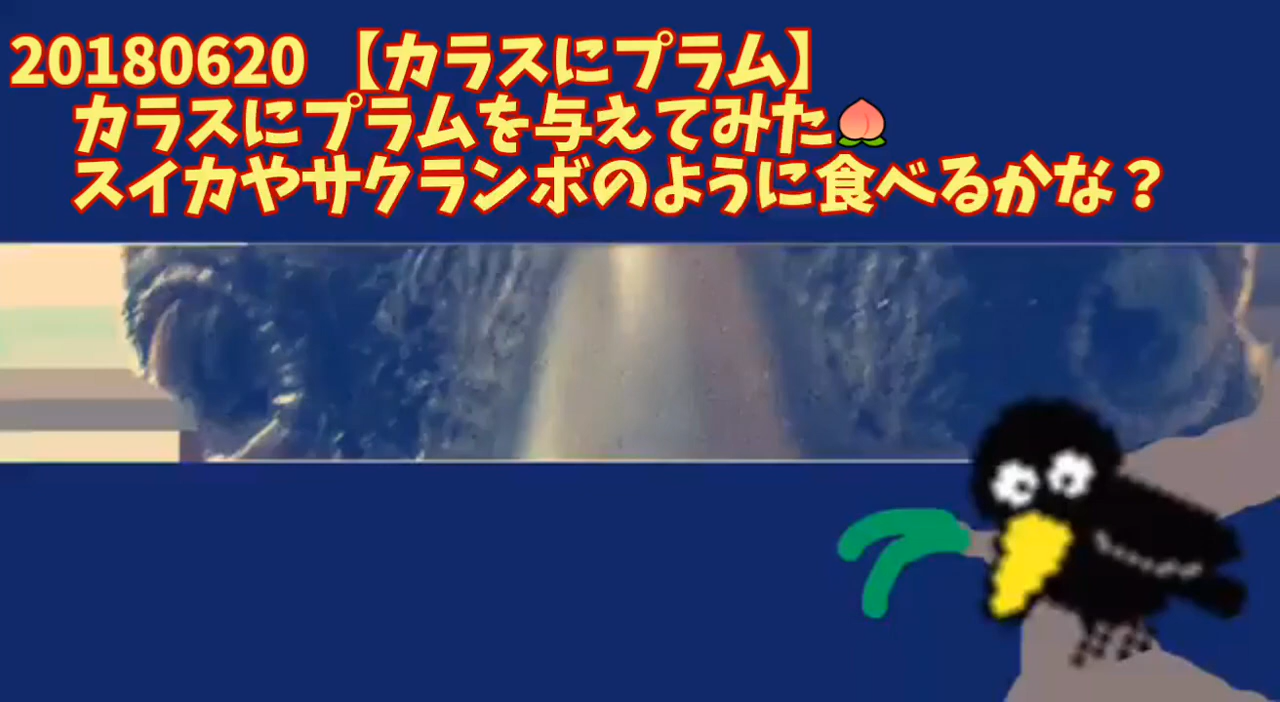 20180620 【カラスにプラム】
カラスにプラムを与えてみた🍑
スイカやサクランボのように食べるかな？